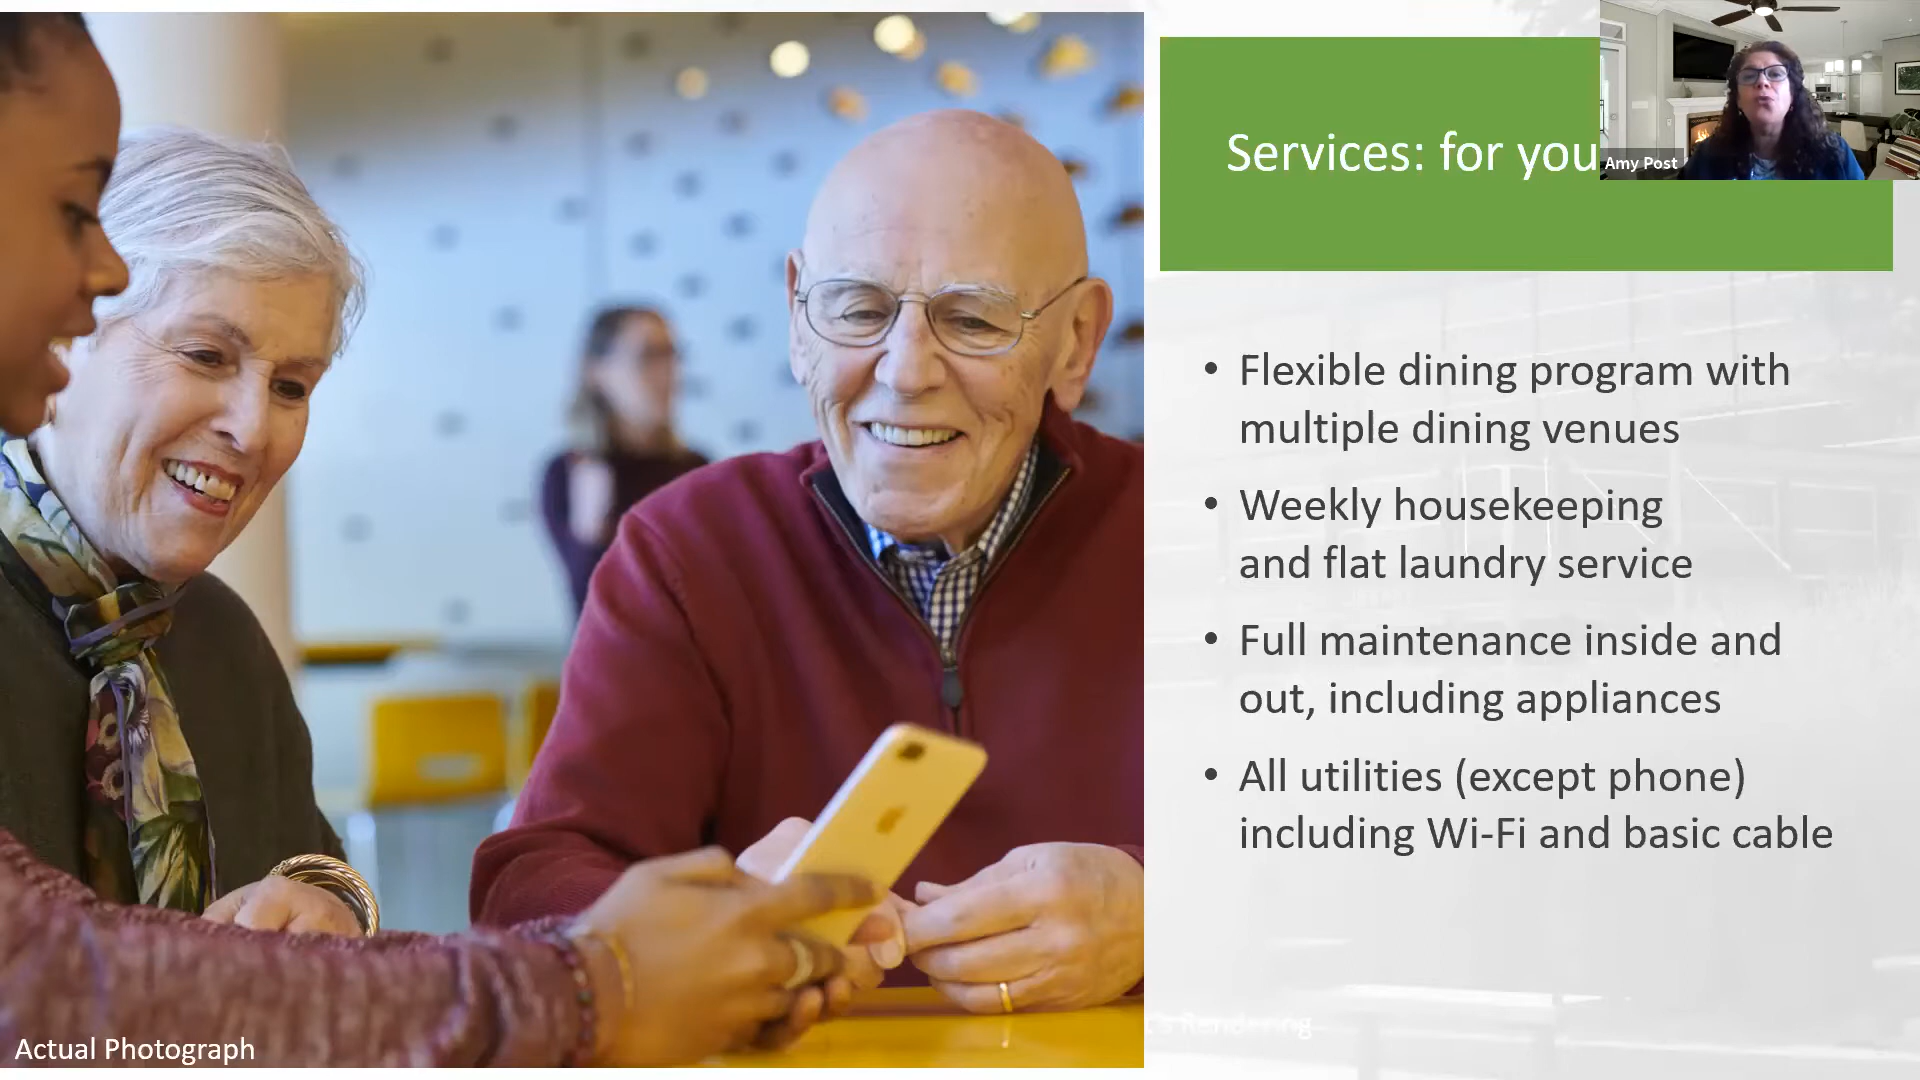 Services: for you
Amy Post
• Flexible dining program with
multiple dining venues
• Weekly housekeeping
and flat laundry service
• Full maintenance inside and
out, including appliances
• All utilities (except phone)
including Wi-Fi and basic cable
Rendering
Actual Photograph